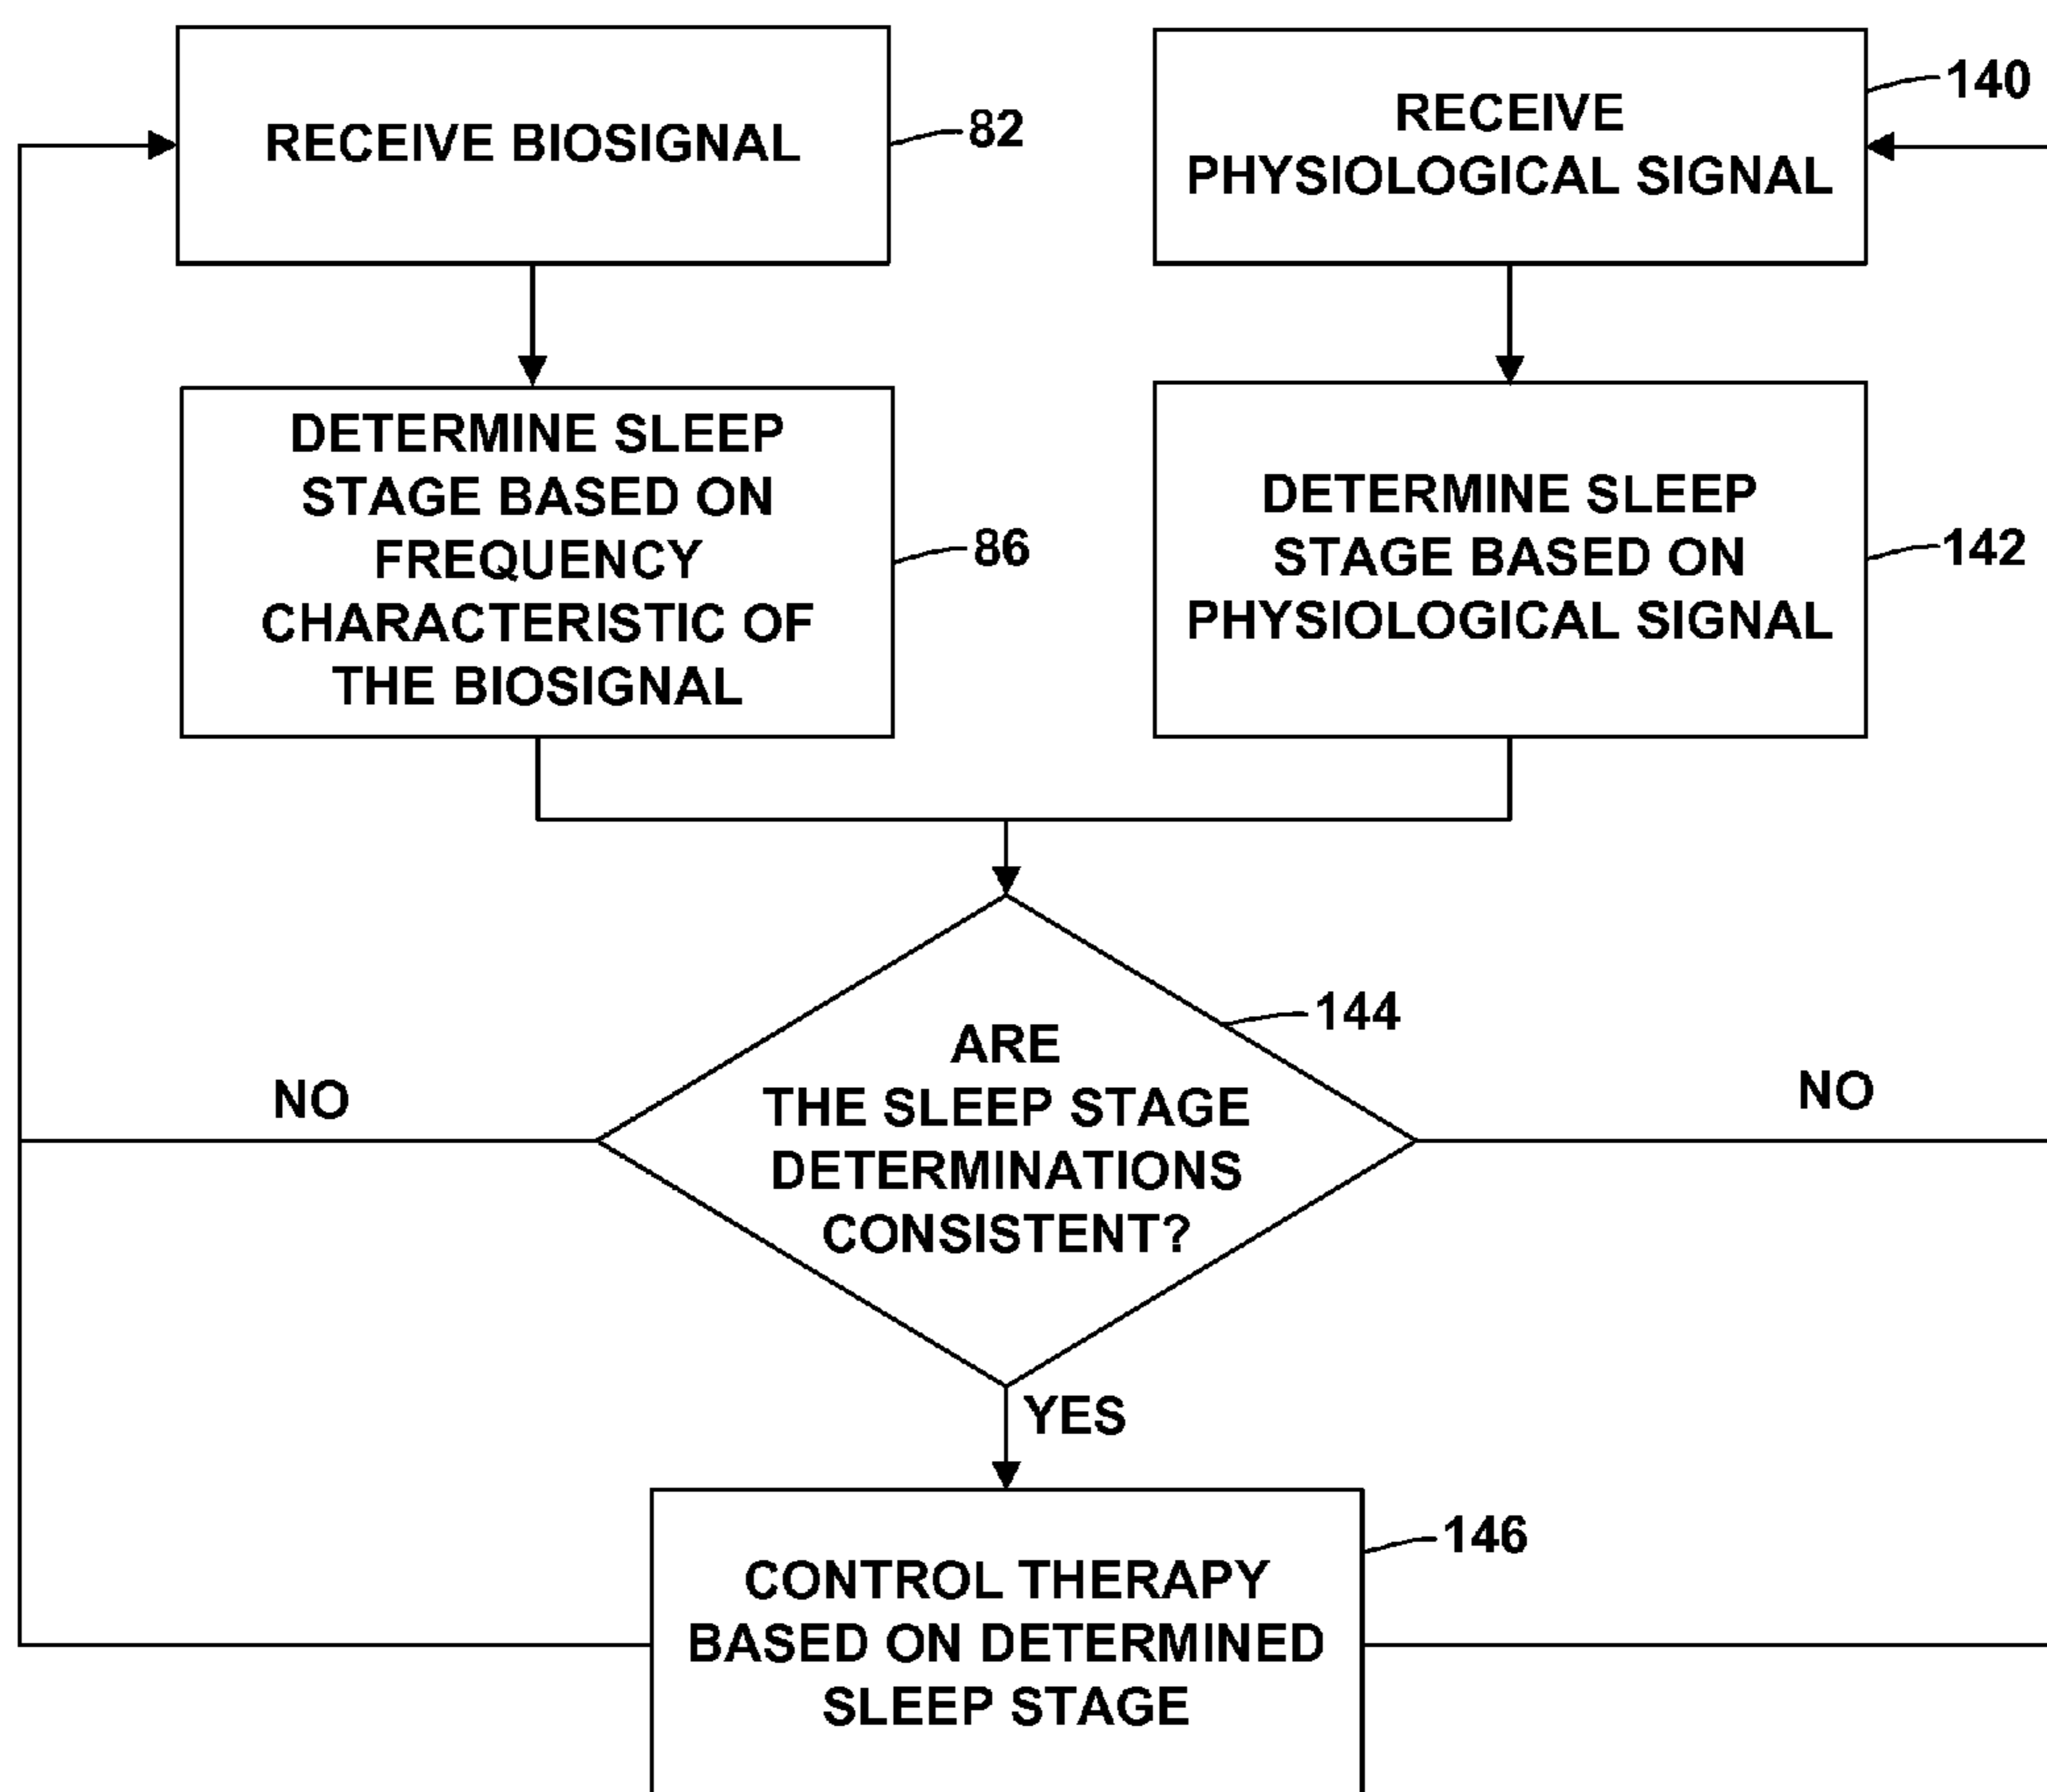 RECEIVE BIOSIGNAL
82
RECEIVE
PHYSIOLOGICAL SIGNAL
140
DETERMINE SLEEP
STAGE BASED ON
FREQUENCY
CHARACTERISTIC OF
THE BIOSIGNAL
86
DETERMINE SLEEP
STAGE BASED ON
PHYSIOLOGICAL SIGNAL
142
ARE
THE SLEEP STAGE
DETERMINATIONS
CONSISTENT?
144
NO
NO
YES
CONTROL THERAPY
BASED ON DETERMINED
SLEEP STAGE
146